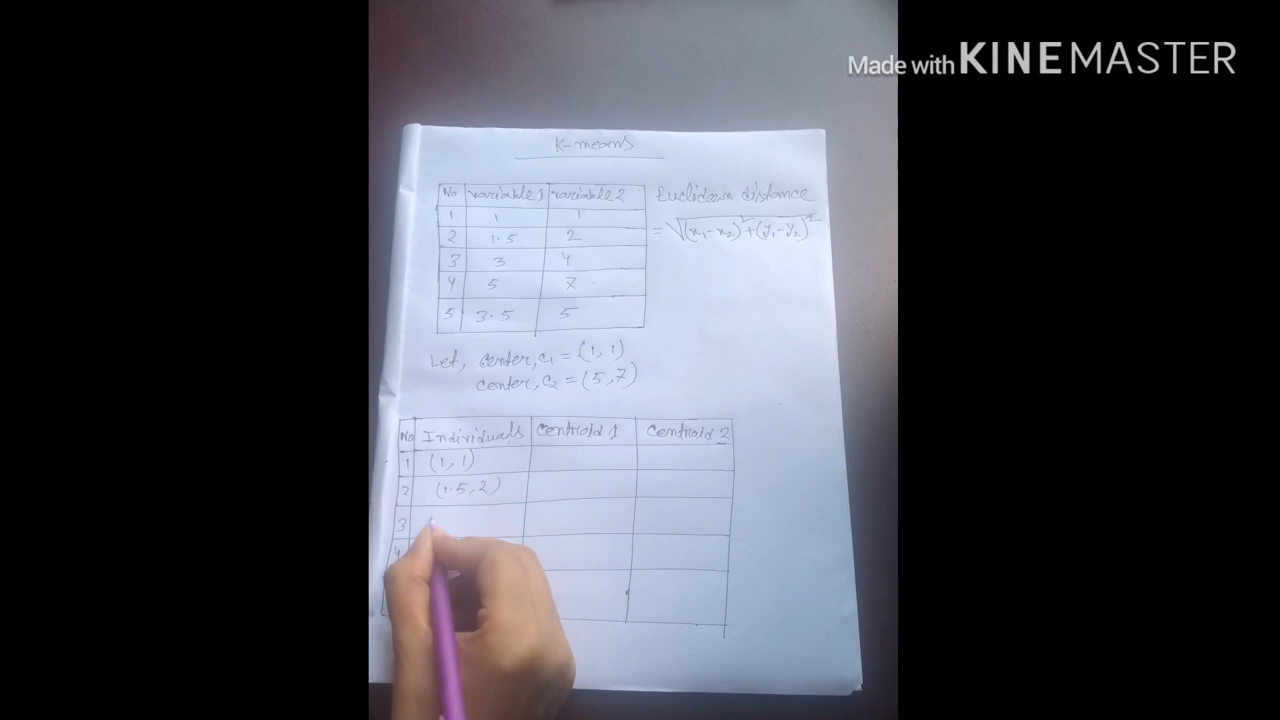 Made with KINEMASTER
K-means
No variable 1 variable 2
1 1 1
2 1.5 2
3 3 4
4 5 7
5 3.5 5
Euclidean distance
= √(x₁-x₂)²+(y₁-y₂)²
Let, center, c₁ = (1, 1)
center, c₂ = (5, 7)
No Individuals Centroid 1 Centroid 2
1 (1, 1)
2 (1.5, 2)
3 (
4